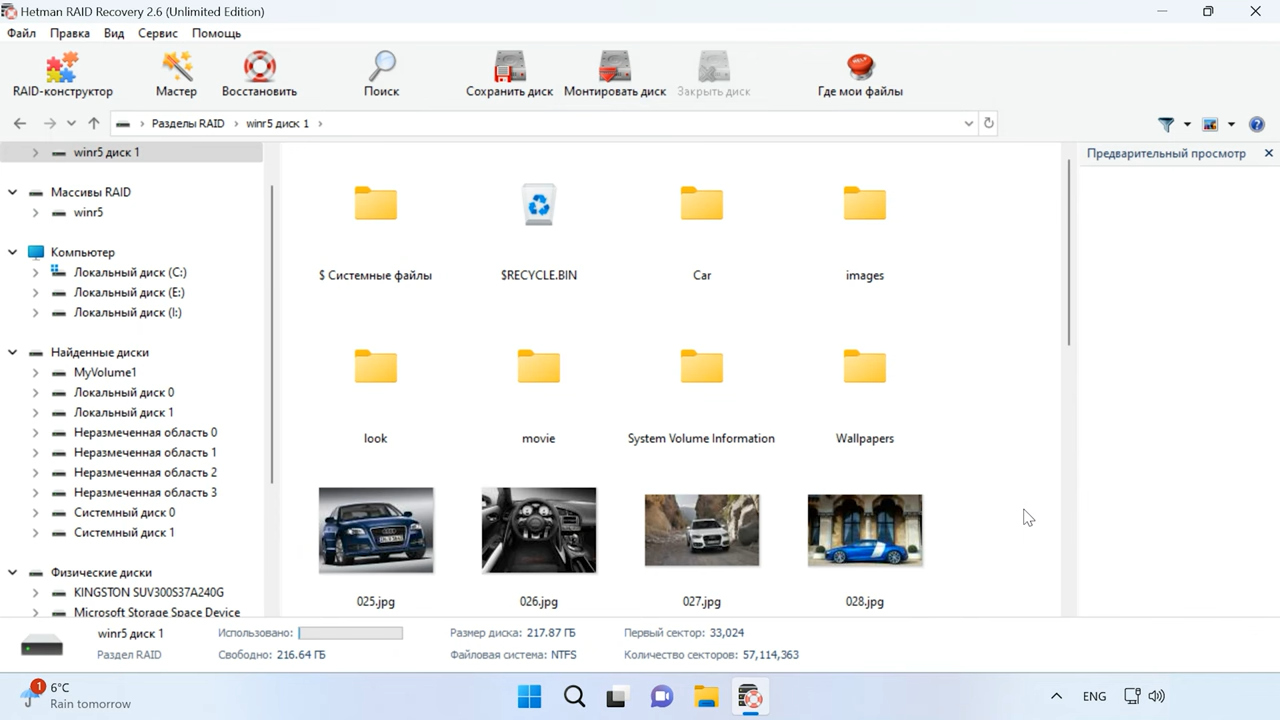 Hetman RAID Recovery 2.6 (Unlimited Edition)
Файл Правка Вид Сервис Помощь
RAID-конструктор Мастер Восстановить Поиск Сохранить диск Монтировать диск Закрыть диск HELP Где мои файлы
Разделы RAID winr5 диск 1
winr5 диск 1
Массивы RAID
winr5
Компьютер
Локальный диск (C:)
Локальный диск (E:)
Локальный диск (I:)
Найденные диски
MyVolume1
Локальный диск 0
Локальный диск 1
Неразмеченная область 0
Неразмеченная область 1
Неразмеченная область 2
Неразмеченная область 3
Системный диск 0
Системный диск 1
Физические диски
KINGSTON SUV300S37A240G
Microsoft Storage Space Device
$ Системные файлы $RECYCLE.BIN Car images
look movie System Volume Information Wallpapers
025.jpg 026.jpg 027.jpg 028.jpg
Предварительный просмотр
winr5 диск 1 Использовано: Размер диска: 217.87 ГБ Первый сектор: 33,024
Раздел RAID Свободно: 216.64 ГБ Файловая система: NTFS Количество секторов: 57,114,363
1 6°C
Rain tomorrow
ENG